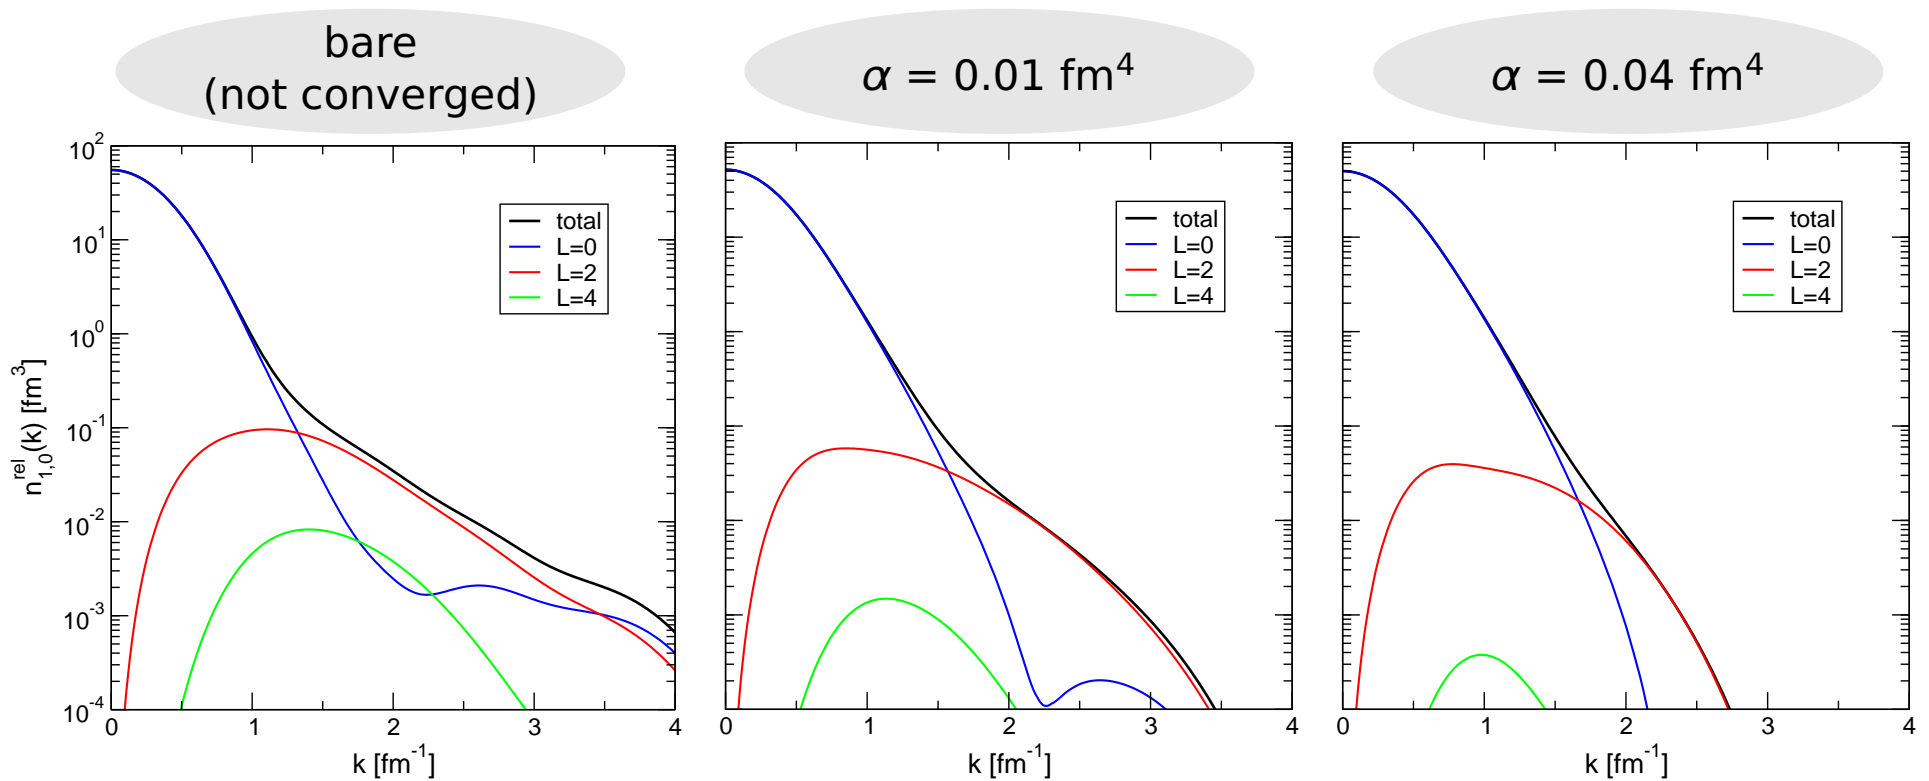 bare
(not converged)
α = 0.01 fm⁴
α = 0.04 fm⁴
n₁,₀ʳᵉˡ(k) [fm³]
10²
10¹
10⁰
10⁻¹
10⁻²
10⁻³
10⁻⁴
total
L=0
L=2
L=4
0 1 2 3 4
k [fm⁻¹]
total
L=0
L=2
L=4
0 1 2 3 4
k [fm⁻¹]
total
L=0
L=2
L=4
0 1 2 3 4
k [fm⁻¹]